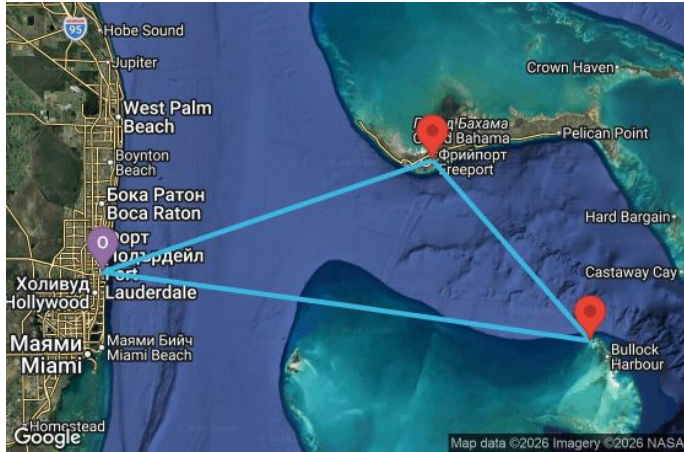 95
Hobe Sound
Jupiter
West Palm
Beach
Boynton
Beach
Бока Ратон
Boca Raton
O
Лодърдейл
Lauderdale
Холивуд
Hollywood
Маями
Miami
Маями Бийч
Miami Beach
Homestead
Crown Haven
Бахама
Bahama
Pelican Point
Фрийпорт
Hard Bargain
Castaway Cay
Bullock
Harbour
Google
Map data ©2026 Imagery ©2026 NASA